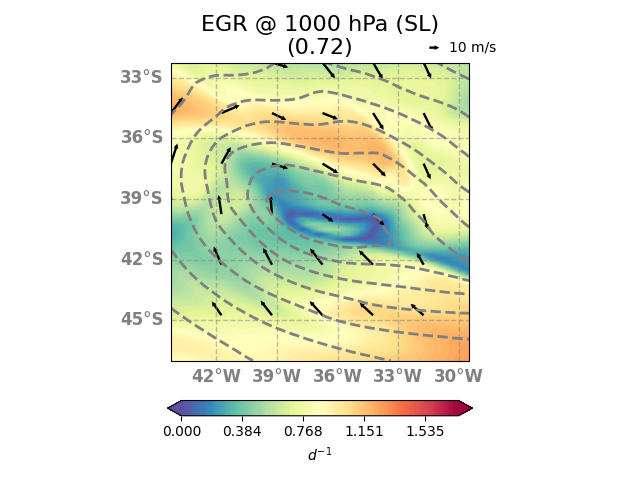 EGR @ 1000 hPa (SL)
(0.72)
10 m/s
33°S
36°S
39°S
42°S
45°S
42°W 39°W 36°W 33°W 30°W
0.000 0.384 0.768 1.151 1.535
d⁻¹